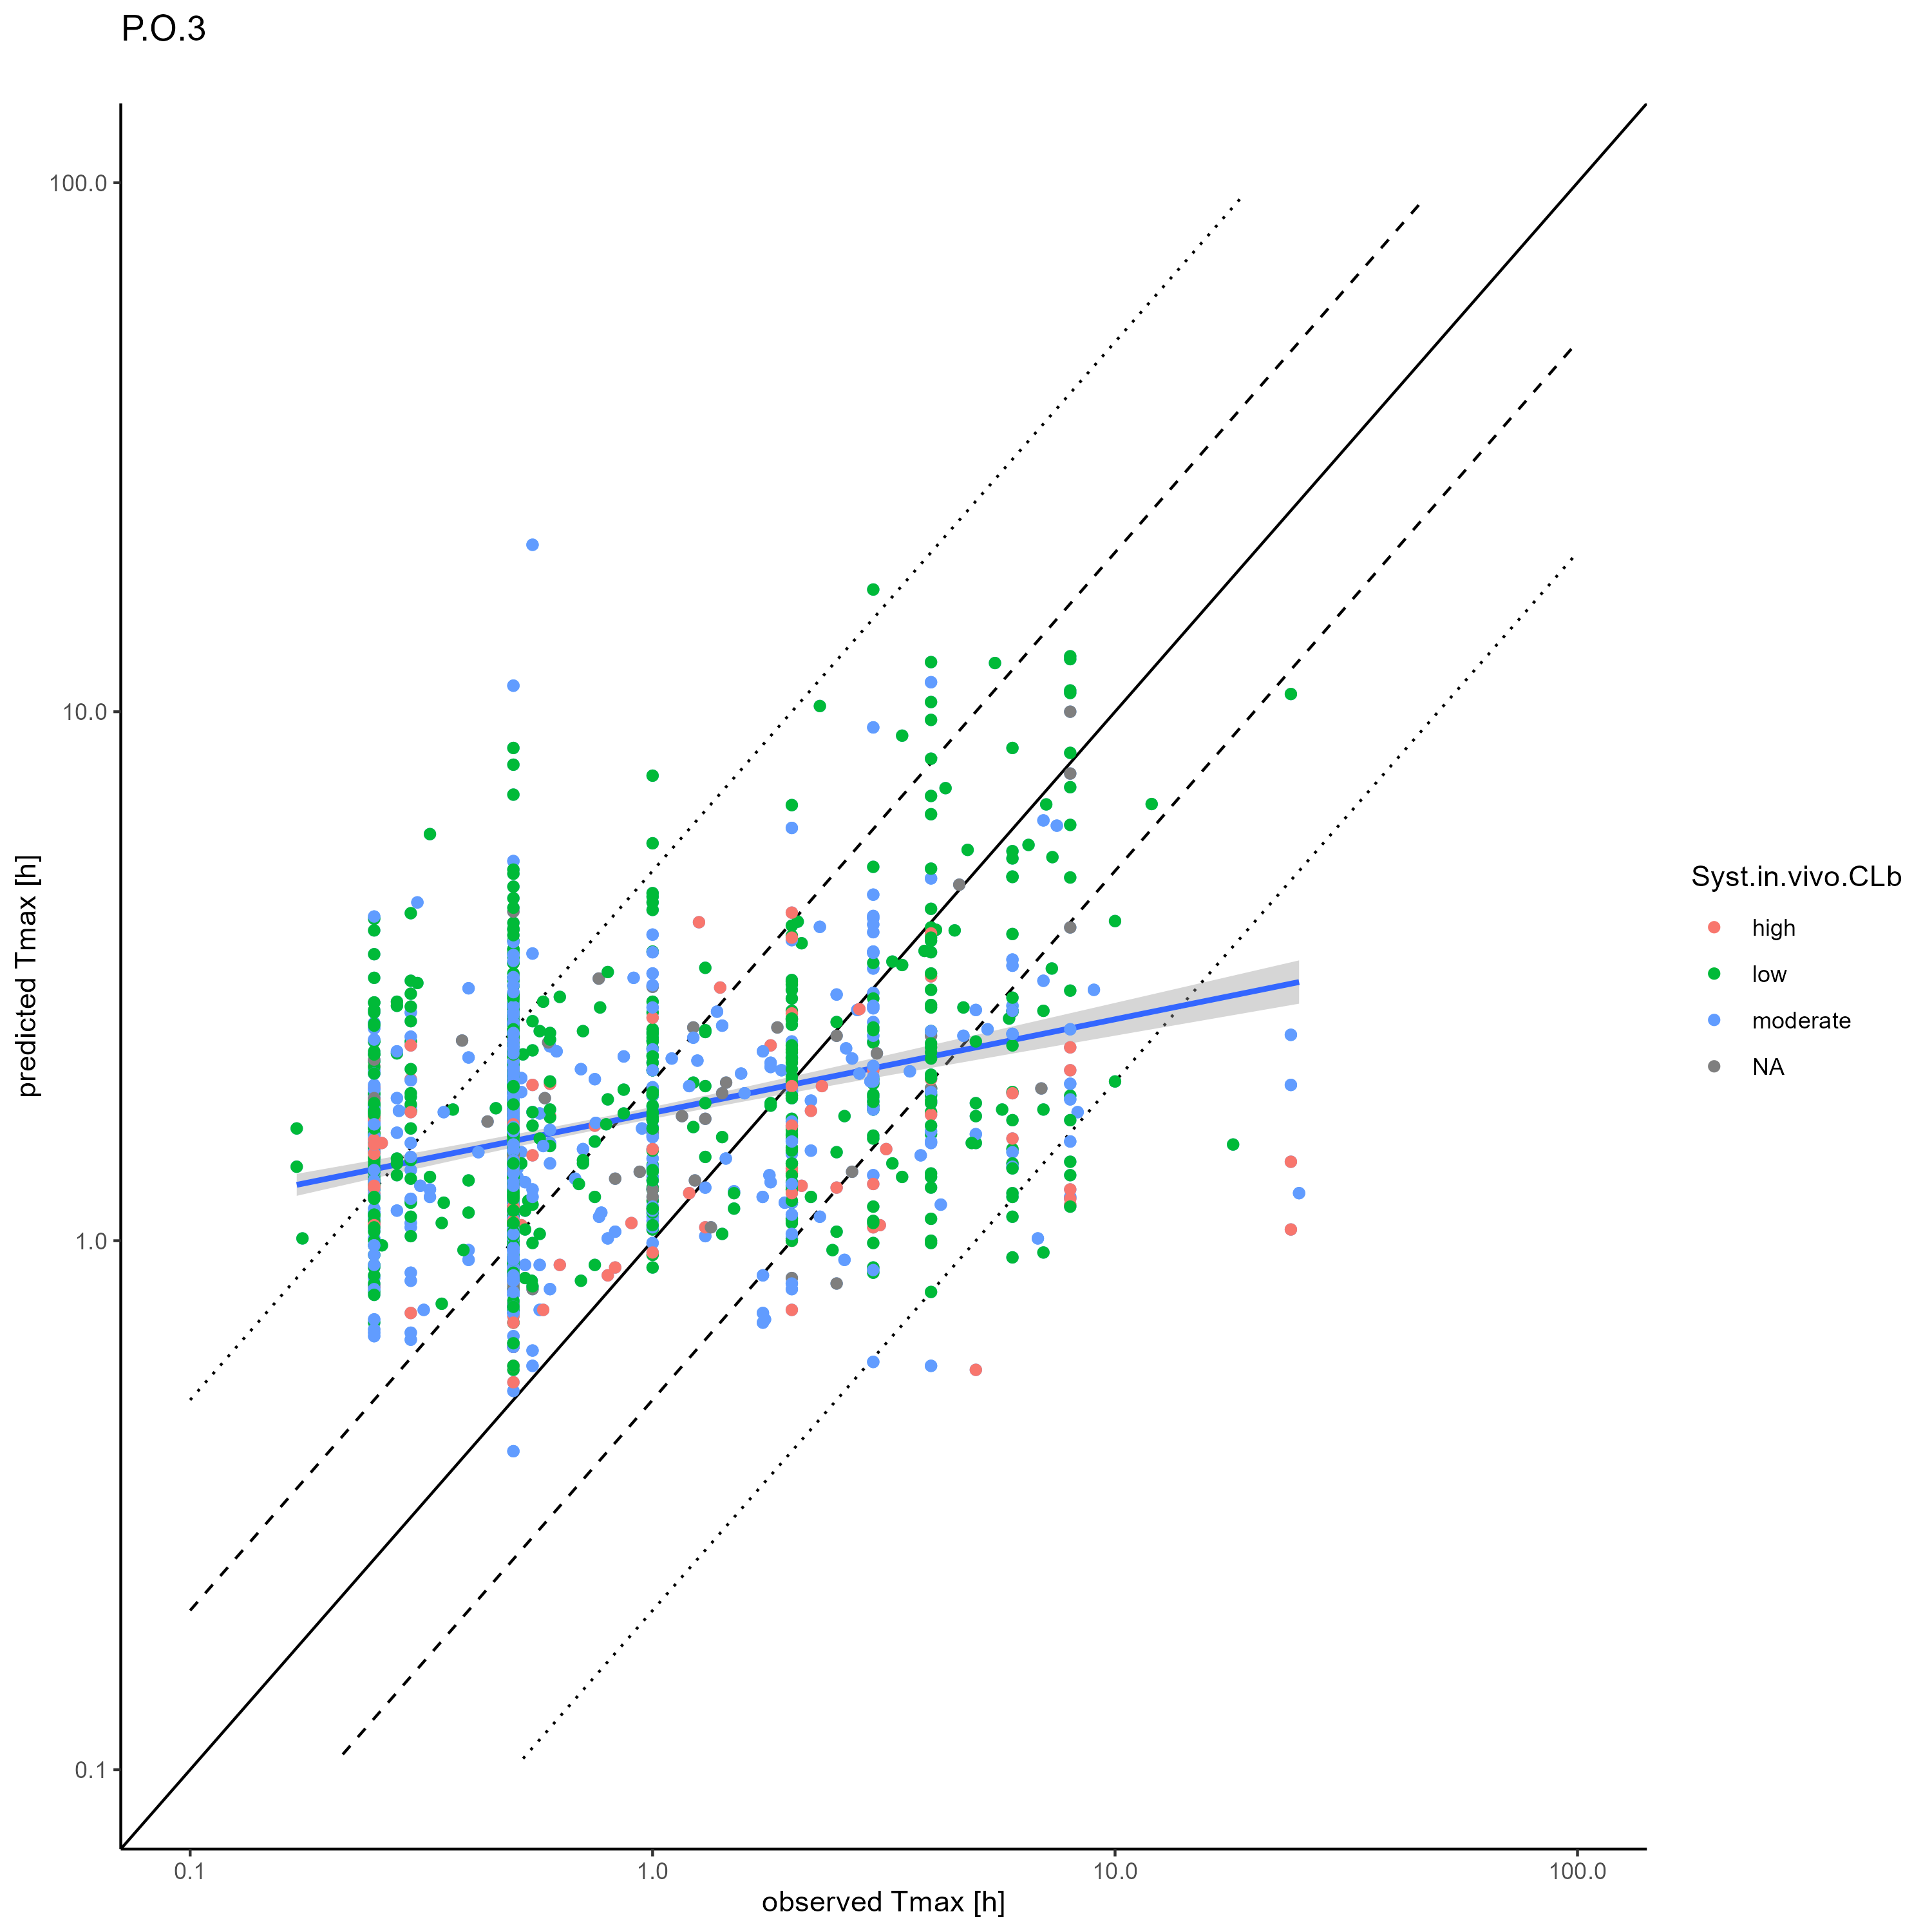 P.O.3
predicted Tmax [h]
100.0
10.0
1.0
0.1
0.1
1.0
10.0
100.0
observed Tmax [h]
Syst.in.vivo.CLb
high
low
moderate
NA